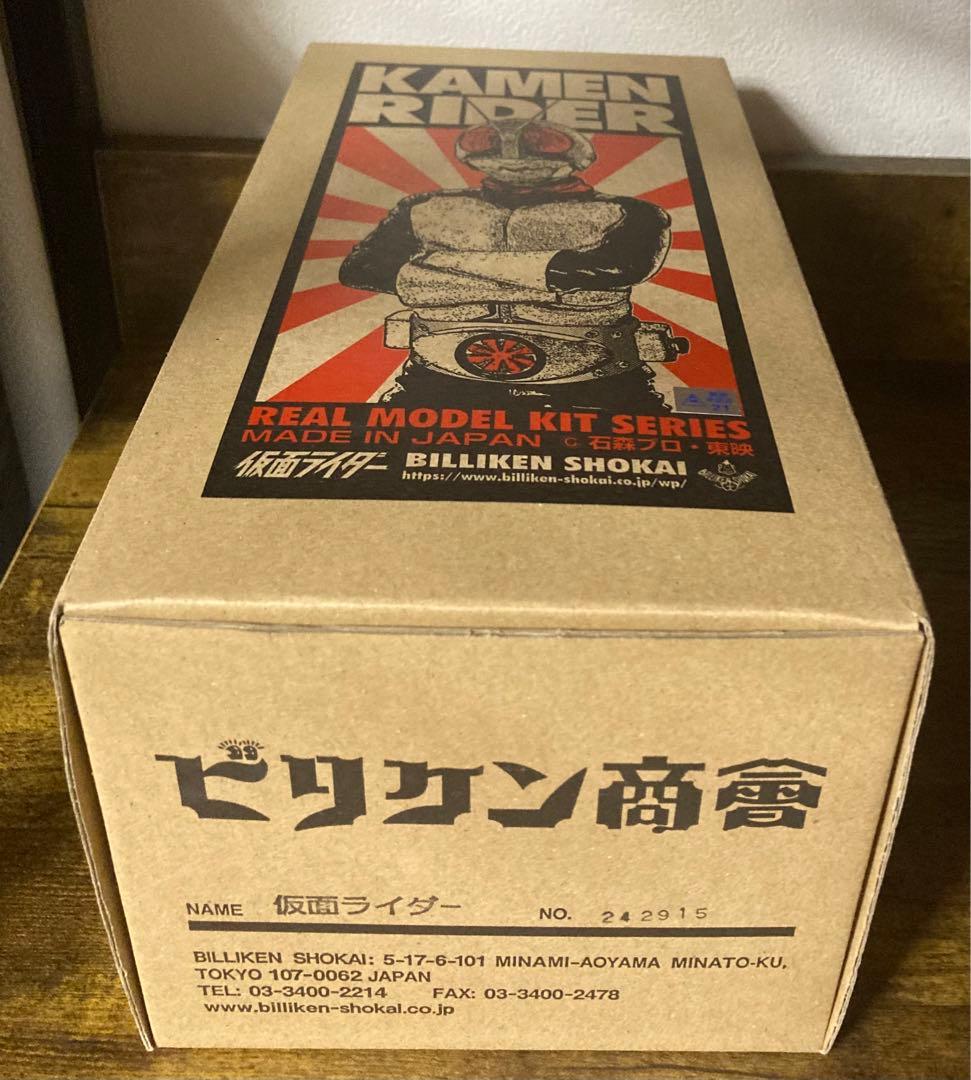 KAMEN
RIDER
REAL MODEL KIT SERIES
MADE IN JAPAN © 石森プロ・東映
仮面ライダー BILLIKEN SHOKAI
https://www.billiken-shokai.co.jp/wp/
BILLIKEN-SHOKAI
ビリケン商會
NAME 仮面ライダー NO. 242915
BILLIKEN SHOKAI: 5-17-6-101 MINAMI-AOYAMA MINATO-KU,
TOKYO 107-0062 JAPAN
TEL: 03-3400-2214 FAX: 03-3400-2478
www.billiken-shokai.co.jp